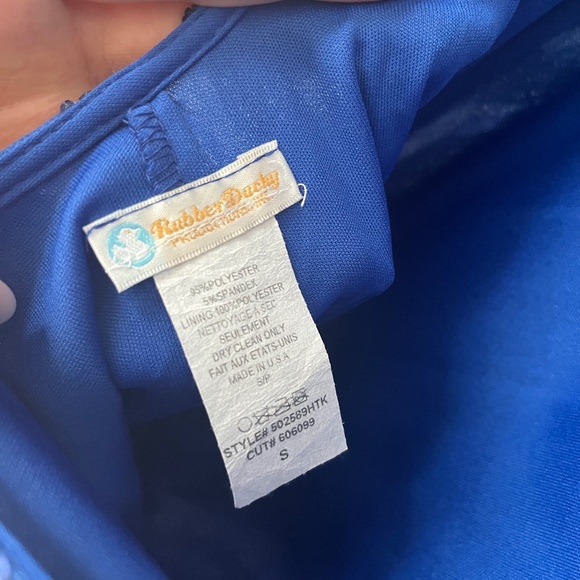 Rubber Ducky
PRODUCTIONS, INC.
95%POLYESTER
5%SPANDEX
LINING:100%POLYESTER
NETTOYAGE À SEC
SEULEMENT
DRY CLEAN ONLY
FAIT AUX ETATS-UNIS
MADE IN U S A
S/P
STYLE# 502589HTK
CUT# 606099
S